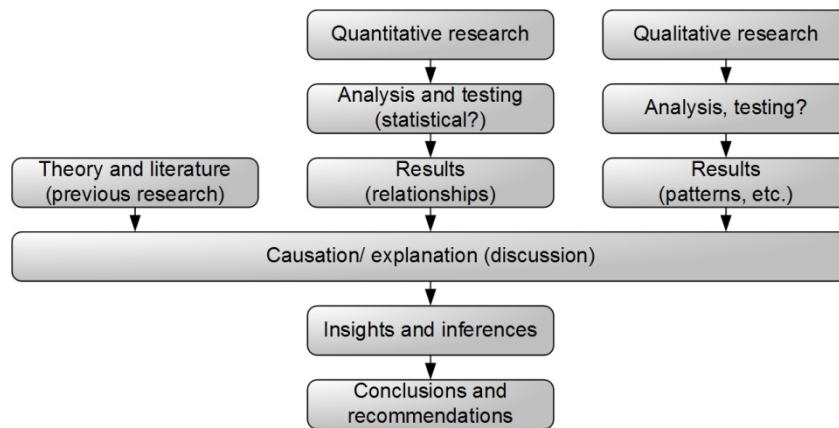 Quantitative research
Qualitative research
Analysis and testing
(statistical?)
Analysis, testing?
Theory and literature
(previous research)
Results
(relationships)
Results
(patterns, etc.)
Causation/ explanation (discussion)
Insights and inferences
Conclusions and
recommendations